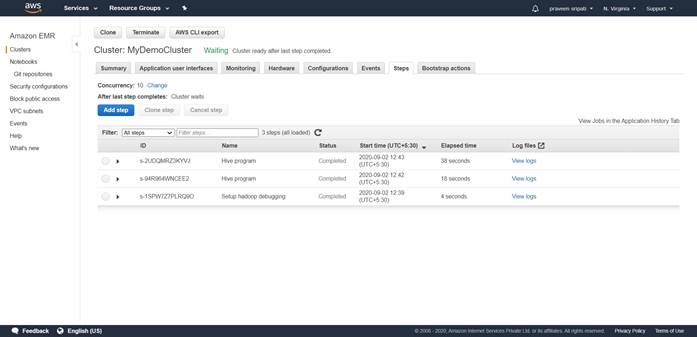 aws
Services
Resource Groups
praveen sripati
N. Virginia
Support
Amazon EMR
Clusters
Notebooks
Git repositories
Security configurations
Block public access
VPC subnets
Events
Help
What's new
Clone
Terminate
AWS CLI export
Cluster: MyDemoCluster Waiting Cluster ready after last step completed
Summary Application user interfaces Monitoring Hardware Configurations Events Steps Bootstrap actions
Concurrency: 10 Change
After last step completes: Cluster waits
Add step Clone step Cancel step
View Jobs in the Application History Tab
Filter: All steps Filter steps ... 3 steps (all loaded)
ID Name Status Start time (UTC+5:30) Elapsed time Log files
s-2UDQMRZ3KYVJ Hive program Completed 2020-09-02 12:43 (UTC+5:30) 38 seconds View logs
s-94R964WNCEE2 Hive program Completed 2020-09-02 12:42 (UTC+5:30) 18 seconds View logs
s-1SPW7Z7PLRQ9O Setup hadoop debugging Completed 2020-09-02 12:39 (UTC+5:30) 4 seconds View logs
Feedback English (US)
© 2008 - 2020, Amazon Internet Services Private Ltd. or its affiliates. All rights reserved. Privacy Policy Terms of Use